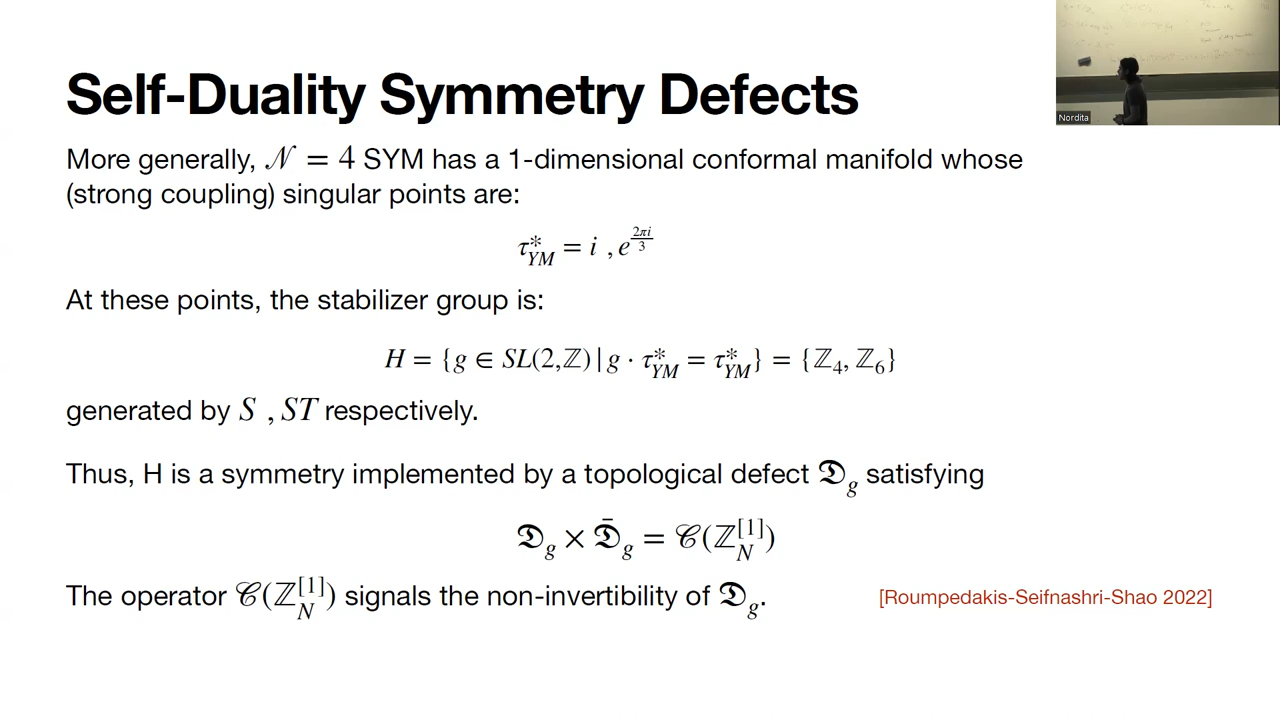 Self-Duality Symmetry Defects
More generally, 𝒩 = 4 SYM has a 1-dimensional conformal manifold whose
(strong coupling) singular points are:
τ*_{YM} = i , e^{2πi/3}
At these points, the stabilizer group is:
H = {g ∈ SL(2,ℤ) | g · τ*_{YM} = τ*_{YM}} = {ℤ₄, ℤ₆}
generated by S , ST respectively.
Thus, H is a symmetry implemented by a topological defect 𝔇_g satisfying
𝔇_g × 𝔇̄_g = 𝒞(ℤ_N^{[1]})
The operator 𝒞(ℤ_N^{[1]}) signals the non-invertibility of 𝔇_g.
[Roumpedakis-Seifnashri-Shao 2022]
Nordita